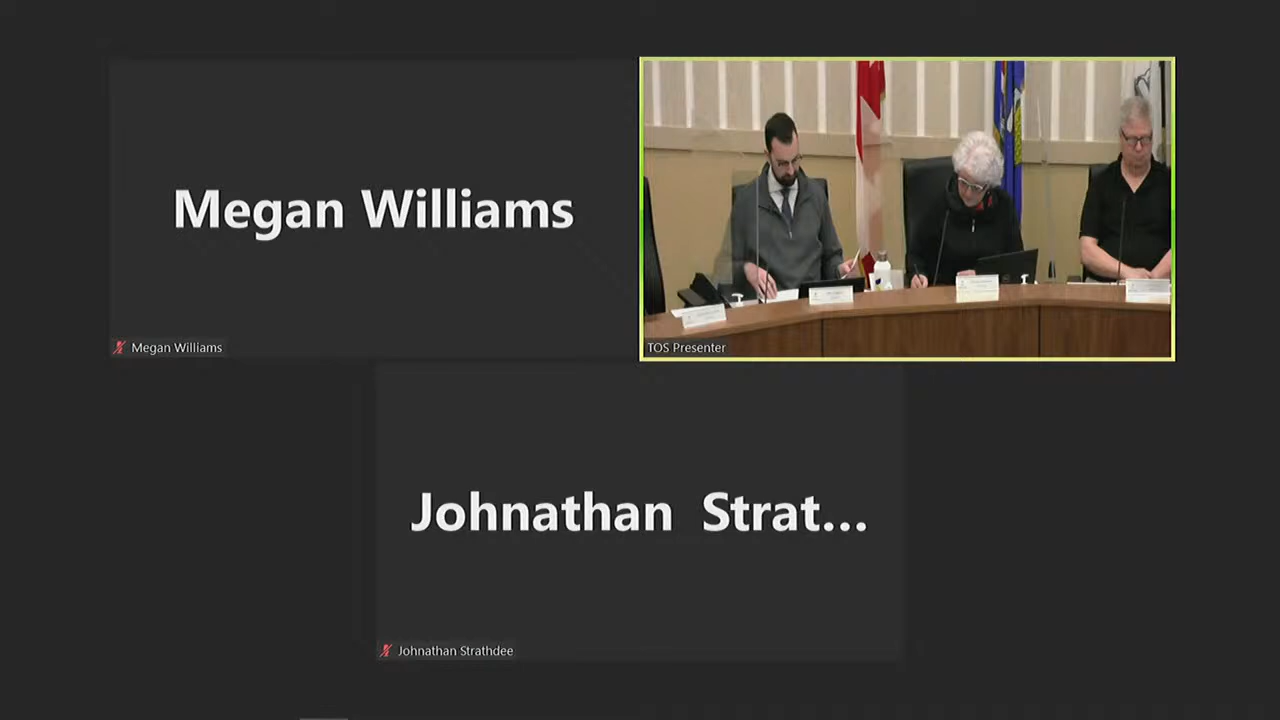 Megan Williams
Megan Williams
TOS Presenter
Johnathan Strat...
Johnathan Strathdee